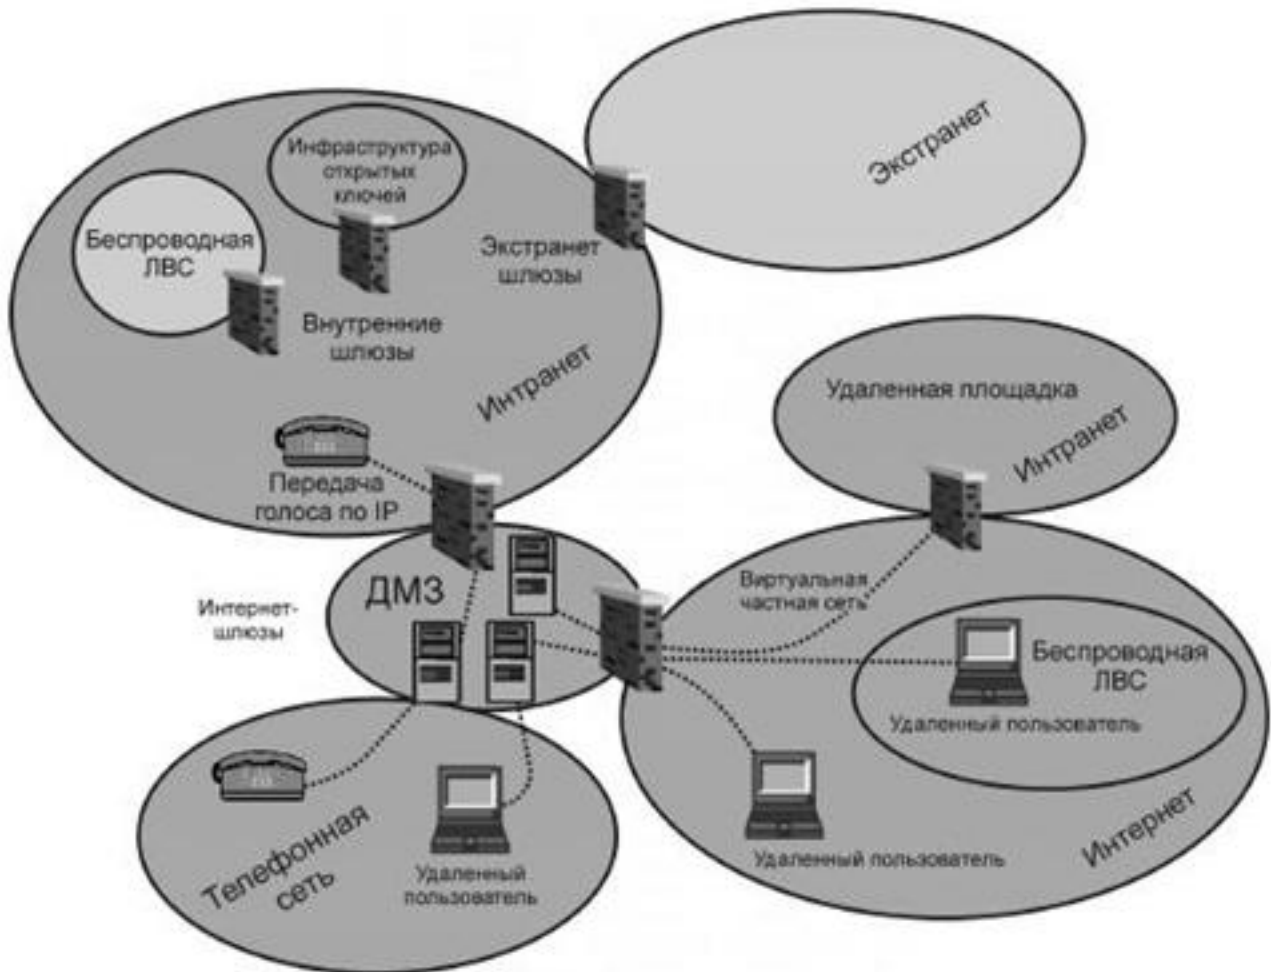 Экстранет
Инфраструктура
открытых
ключей
Беспроводная
ЛВС
Экстранет
шлюзы
Внутренние
шлюзы
Интранет
Удаленная площадка
Интранет
Передача
голоса по IP
ДМЗ
Интернет-
шлюзы
Виртуальная
частная сеть
Беспроводная
ЛВС
Удаленный пользователь
Удаленный пользователь
Интернет
Телефонная
сеть
Удаленный
пользователь